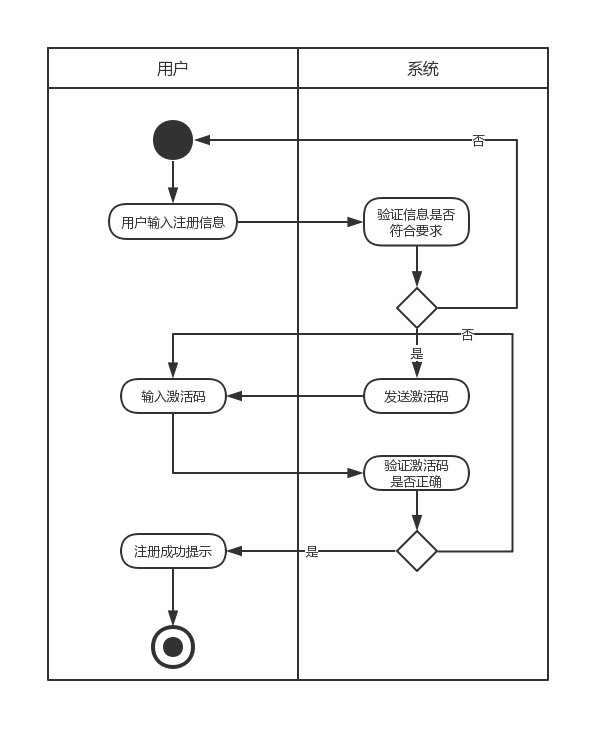 用户
系统
否
用户输入注册信息
验证信息是否
符合要求
否
是
输入激活码
发送激活码
验证激活码
是否正确
注册成功提示
是